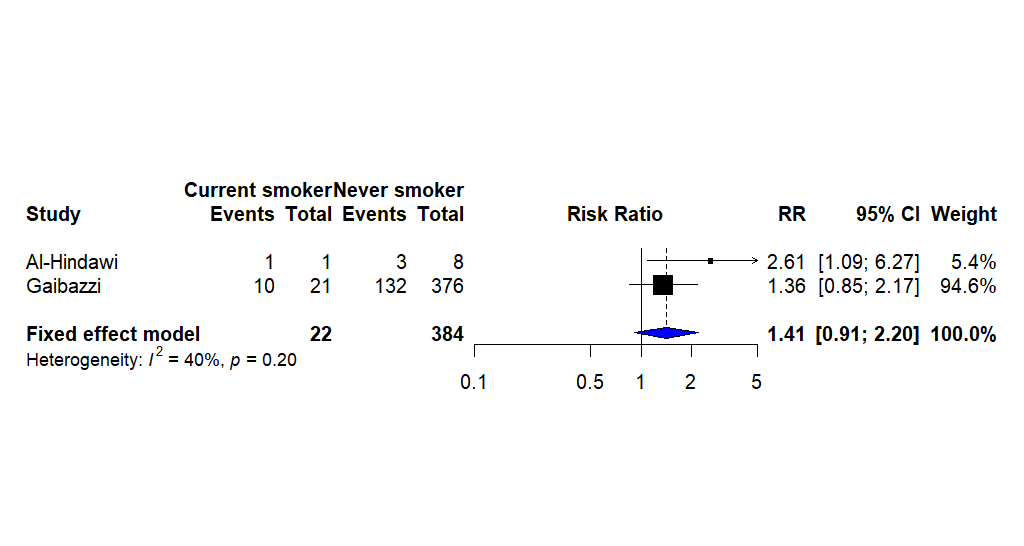 Current smokerNever smoker
Study Events Total Events Total Risk Ratio RR 95% CI Weight
Al-Hindawi 1 1 3 8 2.61 [1.09; 6.27] 5.4%
Gaibazzi 10 21 132 376 1.36 [0.85; 2.17] 94.6%
Fixed effect model 22 384 1.41 [0.91; 2.20] 100.0%
Heterogeneity: I² = 40%, p = 0.20
0.1 0.5 1 2 5